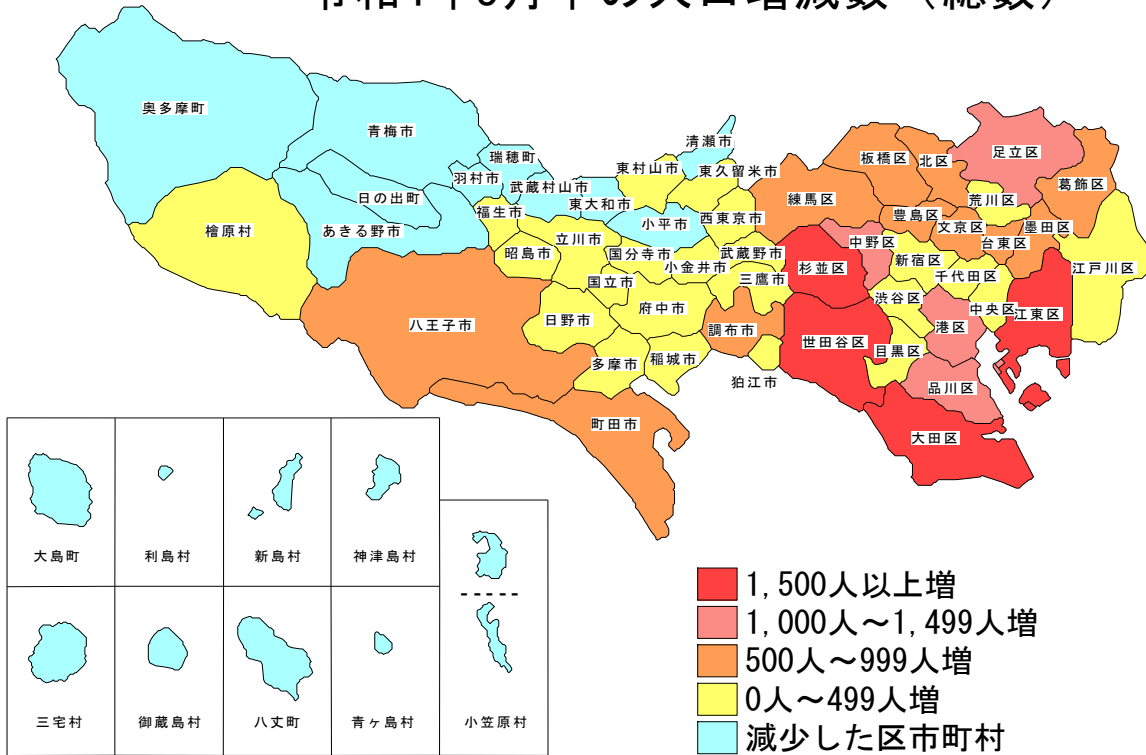 奥多摩町
青梅市
瑞穂町
羽村市
武蔵村山市
日の出町
あきる野市
檜原村
福生市
東大和市
東村山市
清瀬市
東久留米市
小平市
西東京市
昭島市
立川市
国分寺市
小金井市
武蔵野市
国立市
三鷹市
八王子市
日野市
府中市
調布市
多摩市
稲城市
狛江市
町田市
板橋区
北区
足立区
葛飾区
練馬区
荒川区
豊島区
文京区
墨田区
台東区
中野区
杉並区
新宿区
千代田区
江戸川区
渋谷区
中央区
江東区
港区
世田谷区
目黒区
品川区
大田区
大島町
利島村
新島村
神津島村
三宅村
御蔵島村
八丈町
青ヶ島村
小笠原村
1,500人以上増
1,000人～1,499人増
500人～999人増
0人～499人増
減少した区市町村